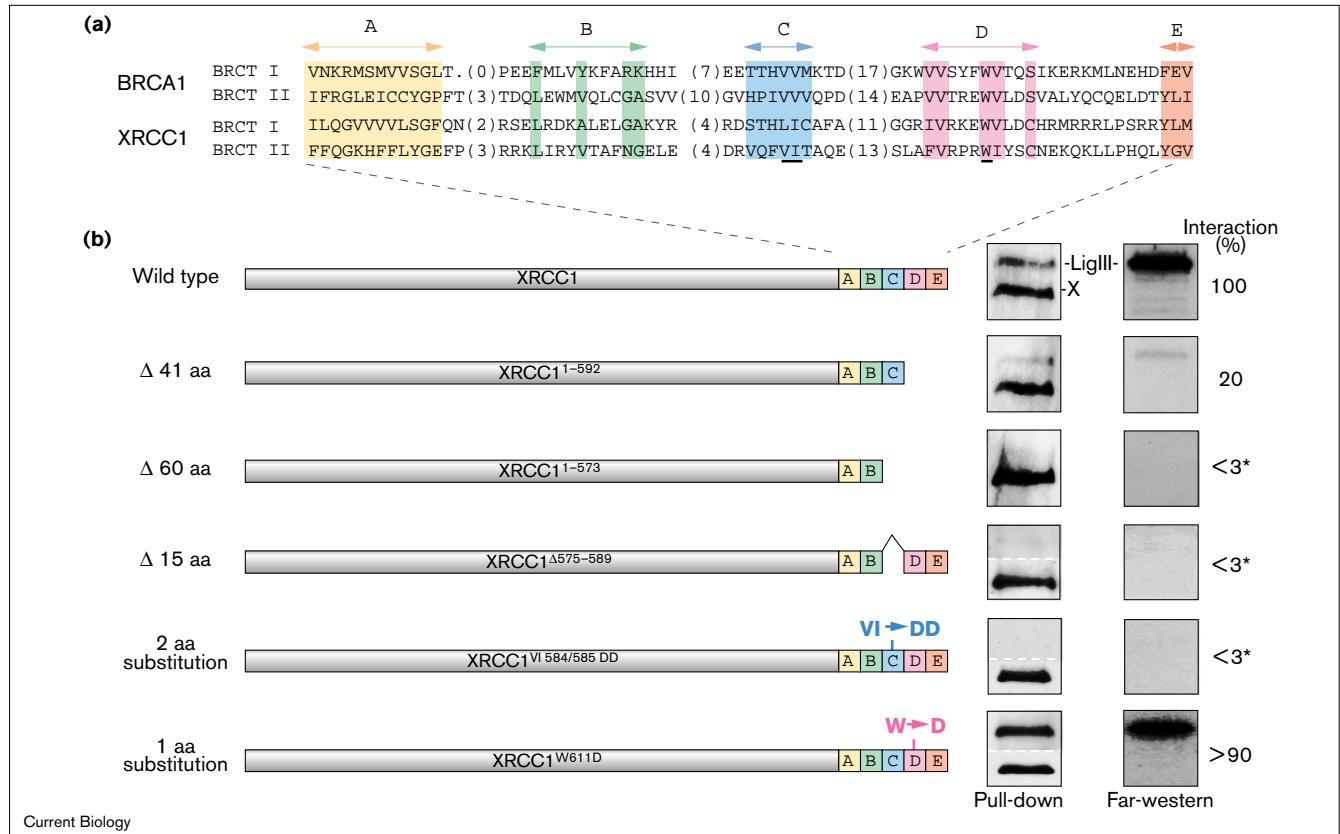 (a)
A B C D E
BRCA1
BRCT I VNKRMSMVVSGLT.(0)PEEFMLVYKFARKHHI (7)EETTHVVMKTD(17)GKWVVSYFWVTQSIKERKMLNEHDFEV
BRCT II IFRGLEICCYGPFT(3)TDQLEWMVQLCGASVV(10)GVHPIVVVQPD(14)EAPVVTREWVLDSVALYQCQELDTYLI
XRCC1
BRCT I ILQGVVVVLSGFQN(2)RSELRDKALELGAKYR (4)RDSTHLICAFA(11)GGRIVRKEWVLDCHRMRRRLPSRRYLM
BRCT II FFQGKHFFLYGEFP(3)RRKLIRYVTAFNGELE (4)DRVQFVITAQE(13)SLAFVRPRWIYSCNEKQKLLPHQLYGV
(b)
Interaction
(%)
Wild type XRCC1 A B C D E -LigIII- 100
-X
Δ 41 aa XRCC1 1–592 A B C 20
Δ 60 aa XRCC1 1–573 A B <3*
Δ 15 aa XRCC1 Δ575–589 A B D E <3*
VI DD
2 aa
substitution XRCC1 VI 584/585 DD A B C D E <3*
W D
1 aa
substitution XRCC1 W611D A B C D E >90
Pull-down Far-western
Current Biology